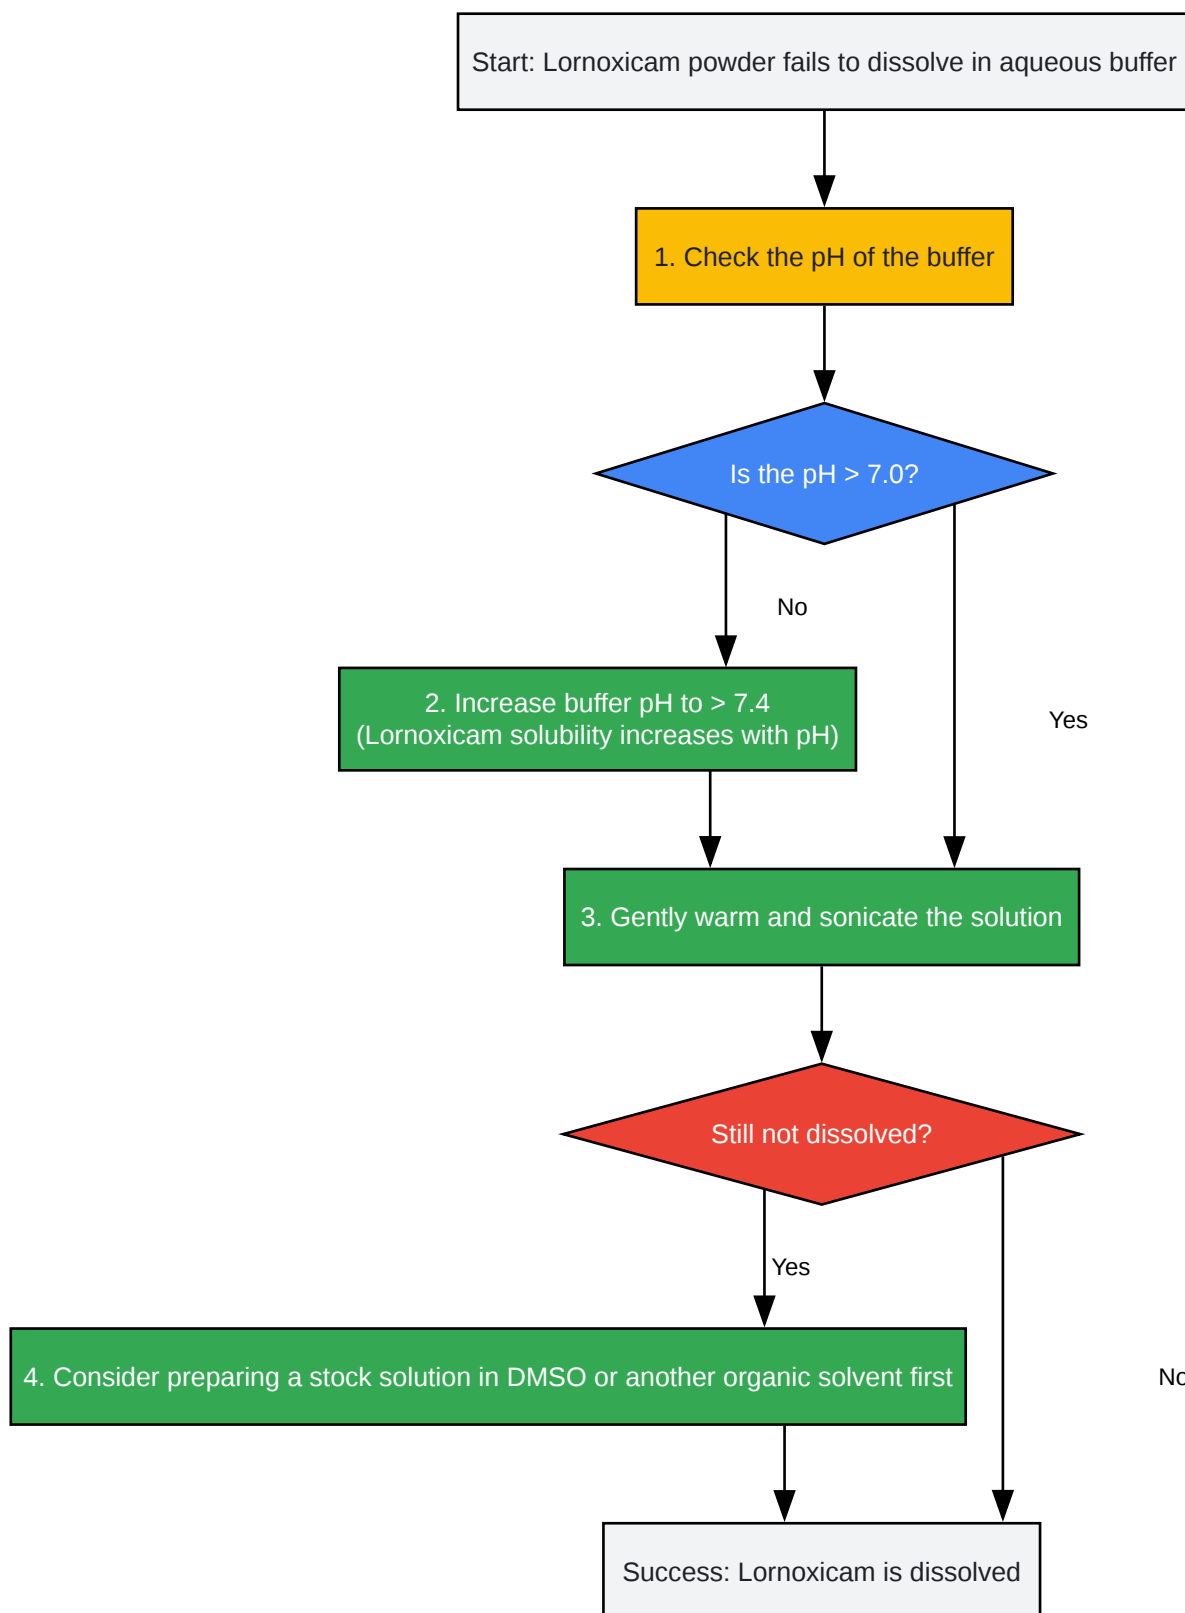 Start: Lornoxicam powder fails to dissolve in aqueous buffer
1. Check the pH of the buffer
Is the pH > 7.0?
No
2. Increase buffer pH to > 7.4
(Lornoxicam solubility increases with pH)
Yes
3. Gently warm and sonicate the solution
Still not dissolved?
Yes
4. Consider preparing a stock solution in DMSO or another organic solvent first
No
Success: Lornoxicam is dissolved